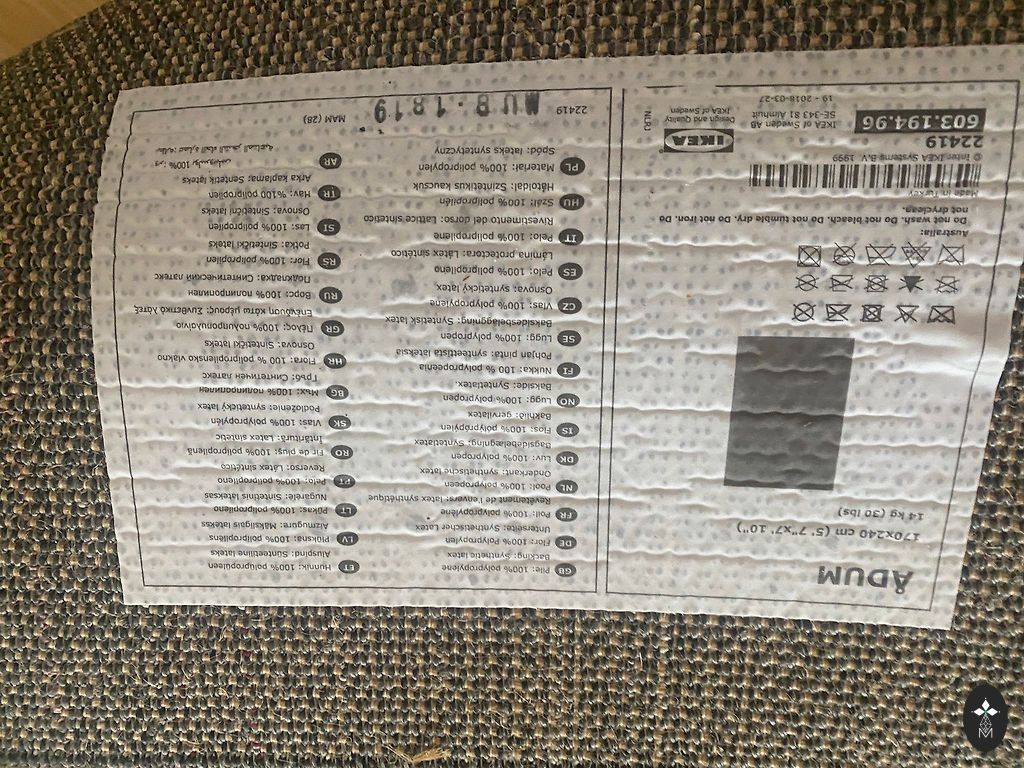 ÅDUM
170x240 cm (5' 7"x7' 10")
14 kg (30 lbs)
Australia:
Do not wash. Do not bleach. Do not tumble dry. Do not iron. Do
not dryclean.
Made in Turkey
© Inter IKEA Systems B.V. 1999
22419
603.194.96
IKEA of Sweden AB
SE-343 81 Älmhult
19 - 2018-03-27
IKEA
Design and Quality
IKEA of Sweden
GB Pile: 100% polypropylene
Backing: Synthetic latex
DE Flor: 100% polypropylen
Unterseite: Synthetischer Latex
FR Poil: 100% polypropylène
Revêtement de l'envers: latex synthétique
NL Pool: 100% polypropeen
Onderkant: synthetische latex
DK Luv: 100% polypropen
Bagsidebelægning: Syntetlatex
IS Flos: 100% polyprópýlen
Bakhlið: gervilatex
NO Lugg: 100% polypropen
Bakside: Syntetlatex.
FI Nukka: 100 % polypropeenia
Pohjan pinta: synteettistä lateksia
SE Lugg: 100% polypropen
Baksidesbeläggning: Syntetisk latex
CZ Vlas: 100% polypropylene
Osnova: syntetický latex
ES Pelo: 100% polipropileno
Lámina protectora: Látex sintético
IT Pelo: 100% polipropilene
Rivestimento del dorso: Lattice sintetico
HU Szál: 100% polipropilén
Hátoldal: Szintetikus kaucsuk
PL Materiał: 100% polipropylen
Spód: lateks syntetyczny
22419
ET Hunnik: 100% polüpropüleen
Aluspind: Sünteetiline lateks
LV Plūksna: 100% polipropilēns
Aizmugure: Mākslīgais latekss
LT Pūkas: 100% polipropileno
Nugarėlė: Sintetinis lateksas
PT Pelo: 100% polipropileno
Reverso: Látex sintético
RO Fir de pluş: 100% polipropilenă
Întăritură: Latex sintetic
SK Vlas: 100% polypropylén
Podloženie: syntetický latex
BG Мъх: 100% полипропилен
Гръб: Синтетичен латекс
HR Flora: 100 % polipropilensko vlakno
Osnova: Sintetički lateks
GR Πέλος: 100% πολυπροπυλένιο
Επένδυση κάτω μέρους: Συνθετικό λάτεξ
RU Ворс: 100% полипропилен
Подкладка: Синтетический латекс
RS Flor: 100% polipropilen
Potka: Sintetički lateks
SI Las: 100% polipropilen
Osnova: Sintetični lateks
TR Hav: %100 polipropilen
Arka kaplama: Sentetik lateks
AR
MAM (28)